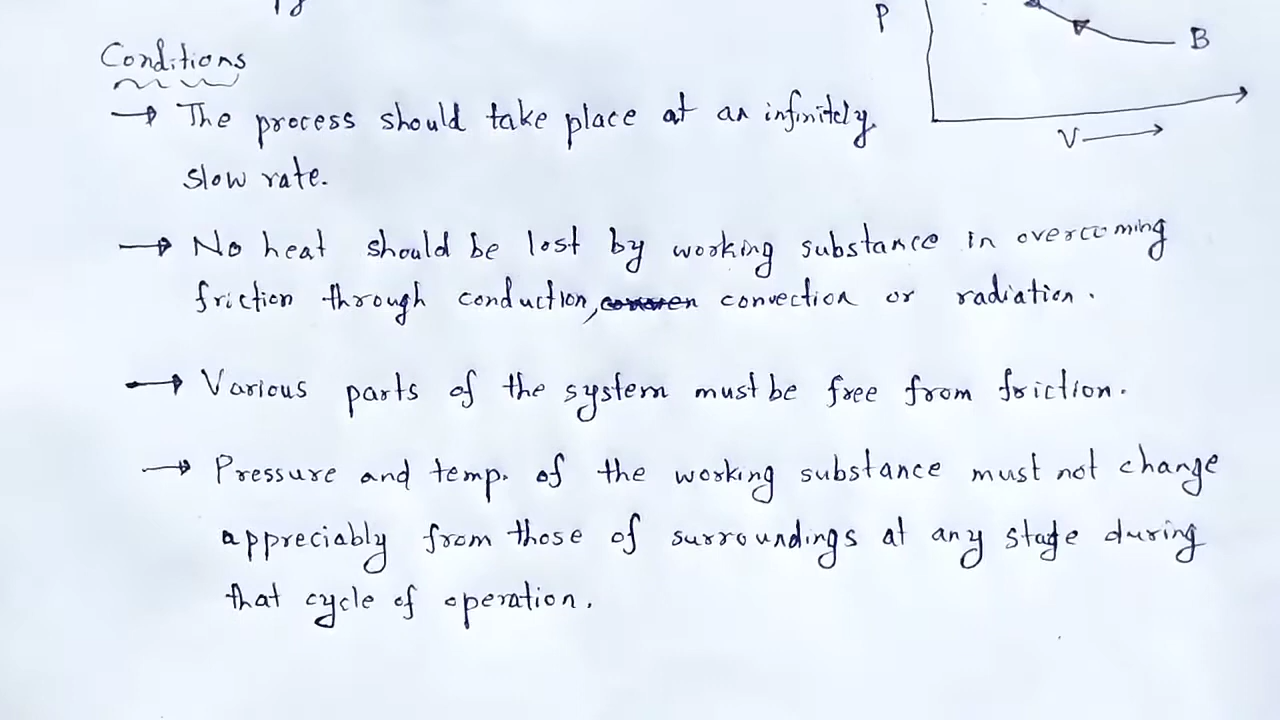 P
B
V
Conditions
→ The process should take place at an infinitely
slow rate.
→ No heat should be lost by working substance in overcoming
friction through conduction, convection or radiation.
→ Various parts of the system must be free from friction.
→ Pressure and temp. of the working substance must not change
appreciably from those of surroundings at any stage during
that cycle of operation.